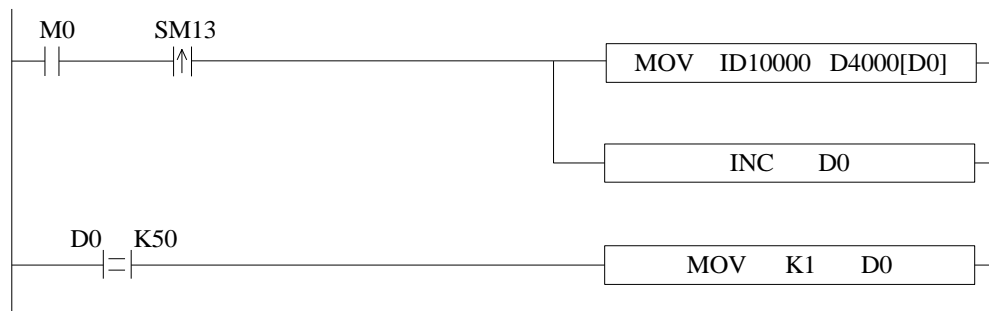 M0 SM13
MOV ID10000 D4000[D0]
INC D0
D0 K50
MOV K1 D0